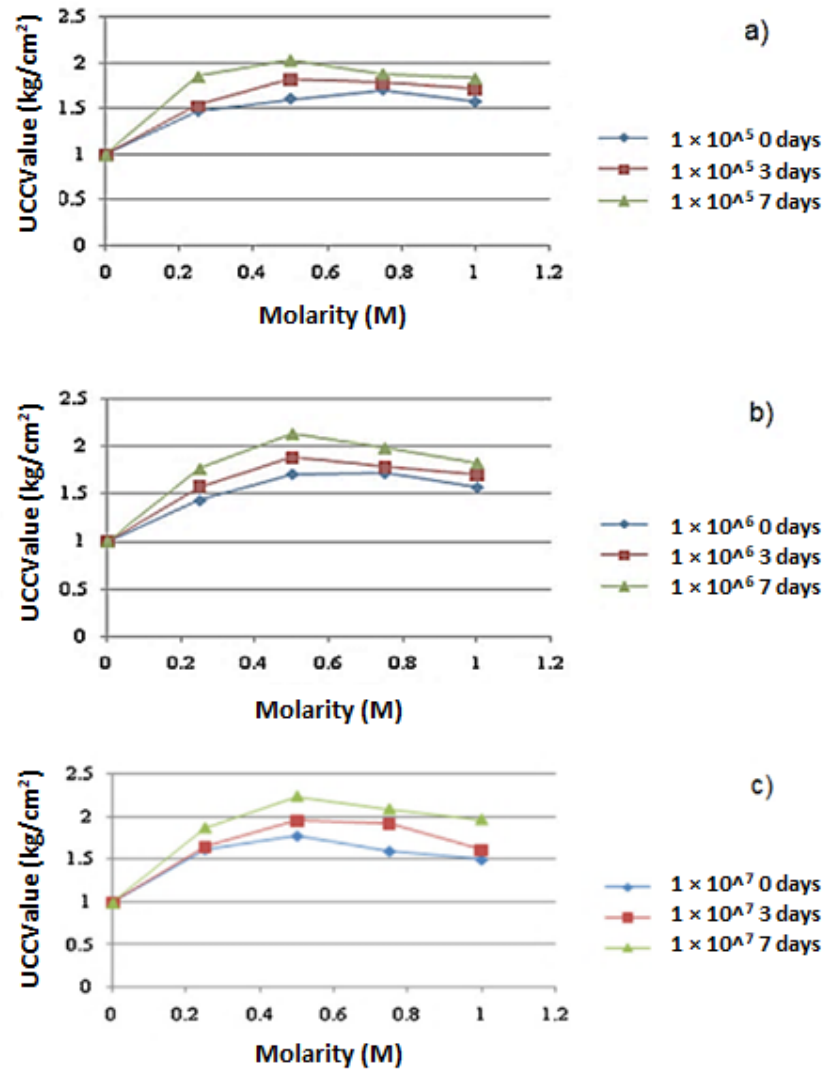 a)
UCCValue (kg/cm²)
2.5
2
1.5
1
0.5
0
0 0.2 0.4 0.6 0.8 1 1.2
Molarity (M)
1 × 10^⁵ 0 days
1 × 10^⁵ 3 days
1 × 10^⁵ 7 days
b)
UCCValue (kg/cm²)
2.5
2
1.5
1
0.5
0
0 0.2 0.4 0.6 0.8 1 1.2
Molarity (M)
1 × 10^⁶ 0 days
1 × 10^⁶ 3 days
1 × 10^⁶ 7 days
c)
UCCValue (kg/cm²)
2.5
2
1.5
1
0.5
0
0 0.2 0.4 0.6 0.8 1 1.2
Molarity (M)
1 × 10^⁷ 0 days
1 × 10^⁷ 3 days
1 × 10^⁷ 7 days